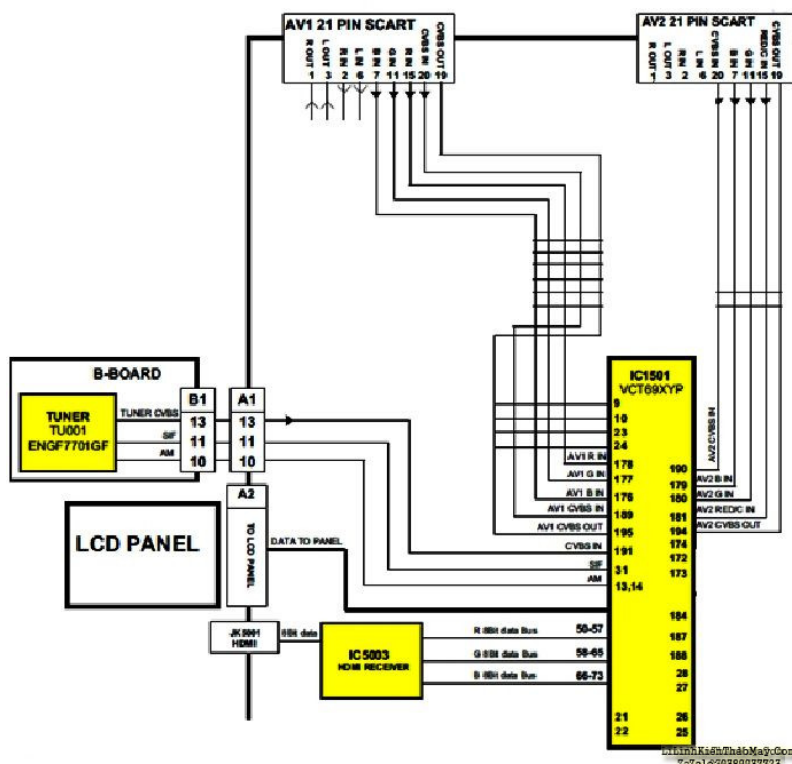 AV1 21 PIN SCART
R OUT L OUT R IN L IN B IN G IN R IN CVBS IN CVBS OUT
1 3 2 6 7 11 15 20 19
AV2 21 PIN SCART
R OUT L OUT R IN L IN CVBS IN B IN G IN RED/C IN CVBS OUT
1 3 2 6 20 7 11 15 19
B-BOARD
TUNER
TU001
ENGF7701GF
TUNER CVBS
SIF
AM
B1
13
11
10
A1
13
11
10
A2
TO LCD PANEL
LCD PANEL
DATA TO PANEL
JK5001
HDMI
8Bit data
IC5003
HDMI RECEIVER
R 8Bit data Bus 50-57
G 8Bit data Bus 58-65
B 8Bit data Bus 66-73
IC1501
VCT69XYP
9
10
23
24
AV1 R IN 178
AV1 G IN 177
AV1 B IN 176
AV1 CVBS IN 189
AV1 CVBS OUT 195
CVBS IN 191
SIF 31
AM 13,14
21
22
190 AV2 CVBS IN
179 AV2 B IN
180 AV2 G IN
181 AV2 RED/C IN
194 AV2 CVBS OUT
174
172
173
184
187
188
28
27
26
25